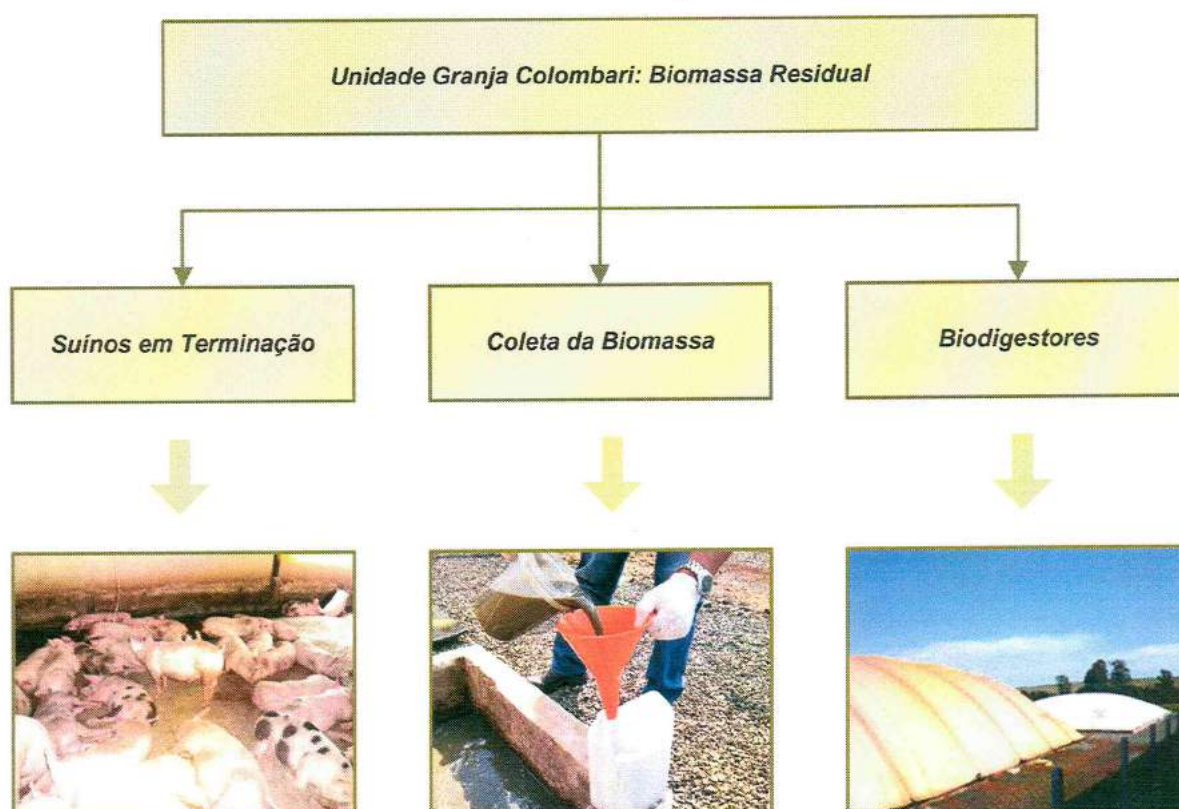 Unidade Granja Colombari: Biomassa Residual
Suínos em Terminação
Coleta da Biomassa
Biodigestores